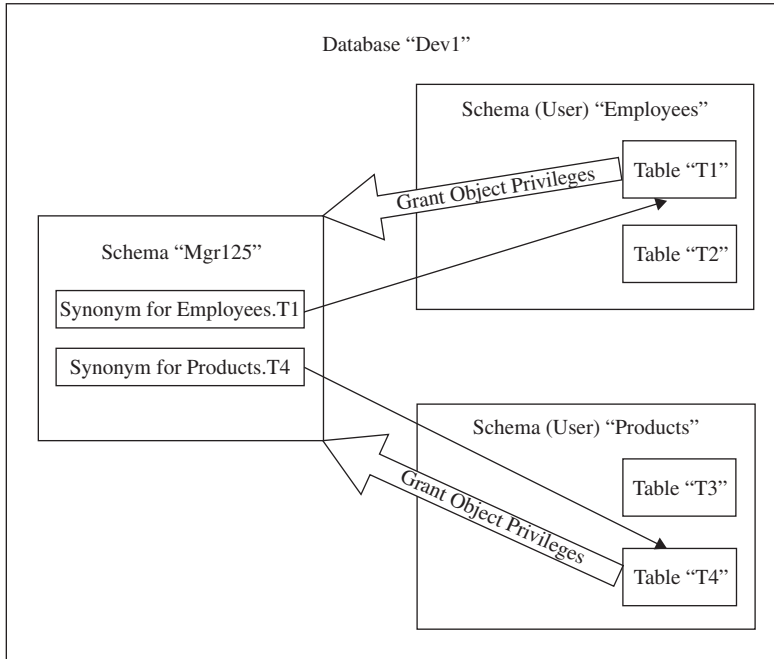 Database “Dev1”
Schema (User) “Employees”
Table “T1”
Grant Object Privileges
Table “T2”
Schema “Mgr125”
Synonym for Employees.T1
Synonym for Products.T4
Schema (User) “Products”
Table “T3”
Grant Object Privileges
Table “T4”